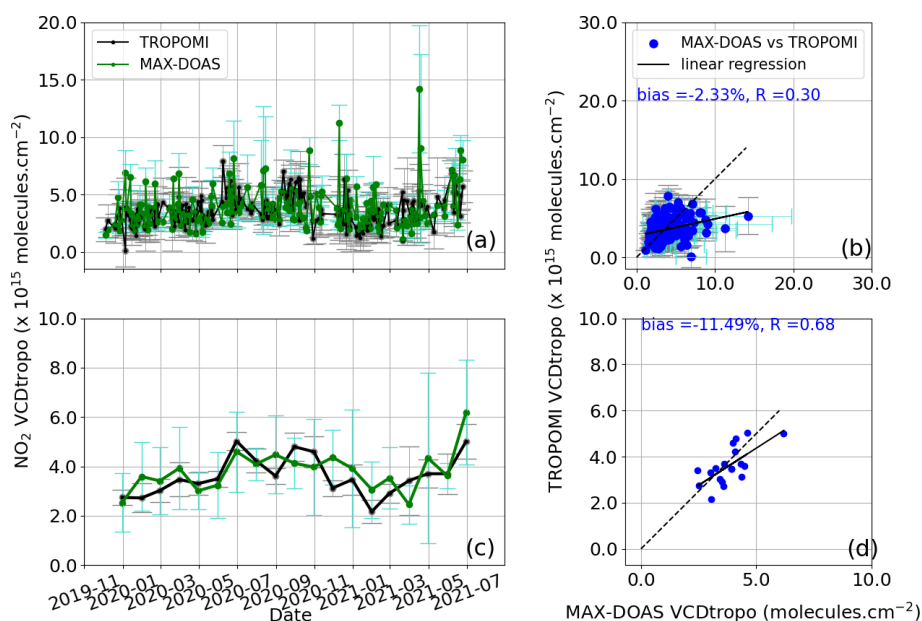 20.0
15.0
10.0
5.0
0.0
TROPOMI
MAX-DOAS
(a)
30.0
20.0
10.0
0.0
MAX-DOAS vs TROPOMI
linear regression
bias =-2.33%, R =0.30
(b)
0.0
10.0
20.0
30.0
NO₂ VCDtropo (x 10¹⁵ molecules.cm⁻²)
TROPOMI VCDtropo (x 10¹⁵ molecules.cm⁻²)
10.0
8.0
6.0
4.0
2.0
0.0
(c)
2019-11
2020-01
2020-03
2020-05
2020-07
2020-09
2020-11
2021-01
2021-03
2021-05
2021-07
Date
10.0
8.0
6.0
4.0
2.0
0.0
bias =-11.49%, R =0.68
(d)
0.0
5.0
10.0
MAX-DOAS VCDtropo (molecules.cm⁻²)